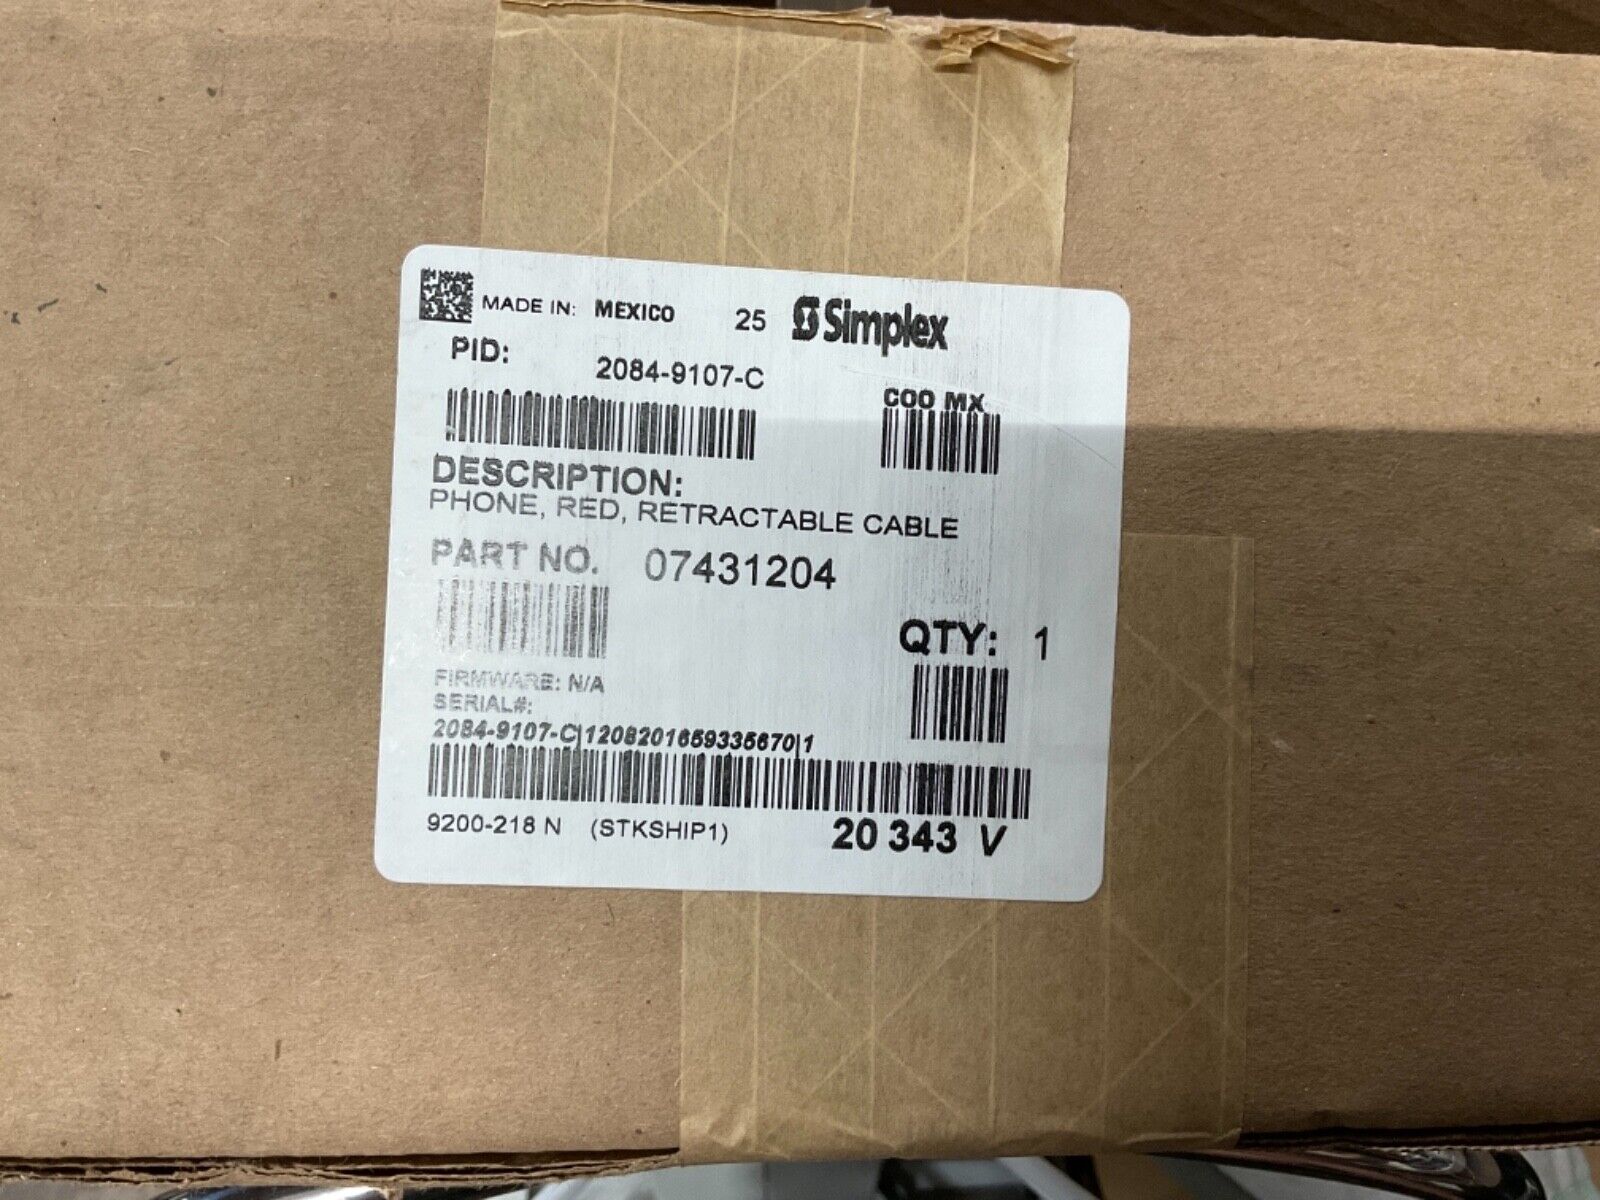 MADE IN: MEXICO 25 Simplex
PID: 2084-9107-C
COO MX
DESCRIPTION:
PHONE, RED, RETRACTABLE CABLE
PART NO. 07431204
QTY: 1
FIRMWARE: N/A
SERIAL#:
2084-9107-C|1208201659335670|1
9200-218 N (STKSHIP1) 20 343 V